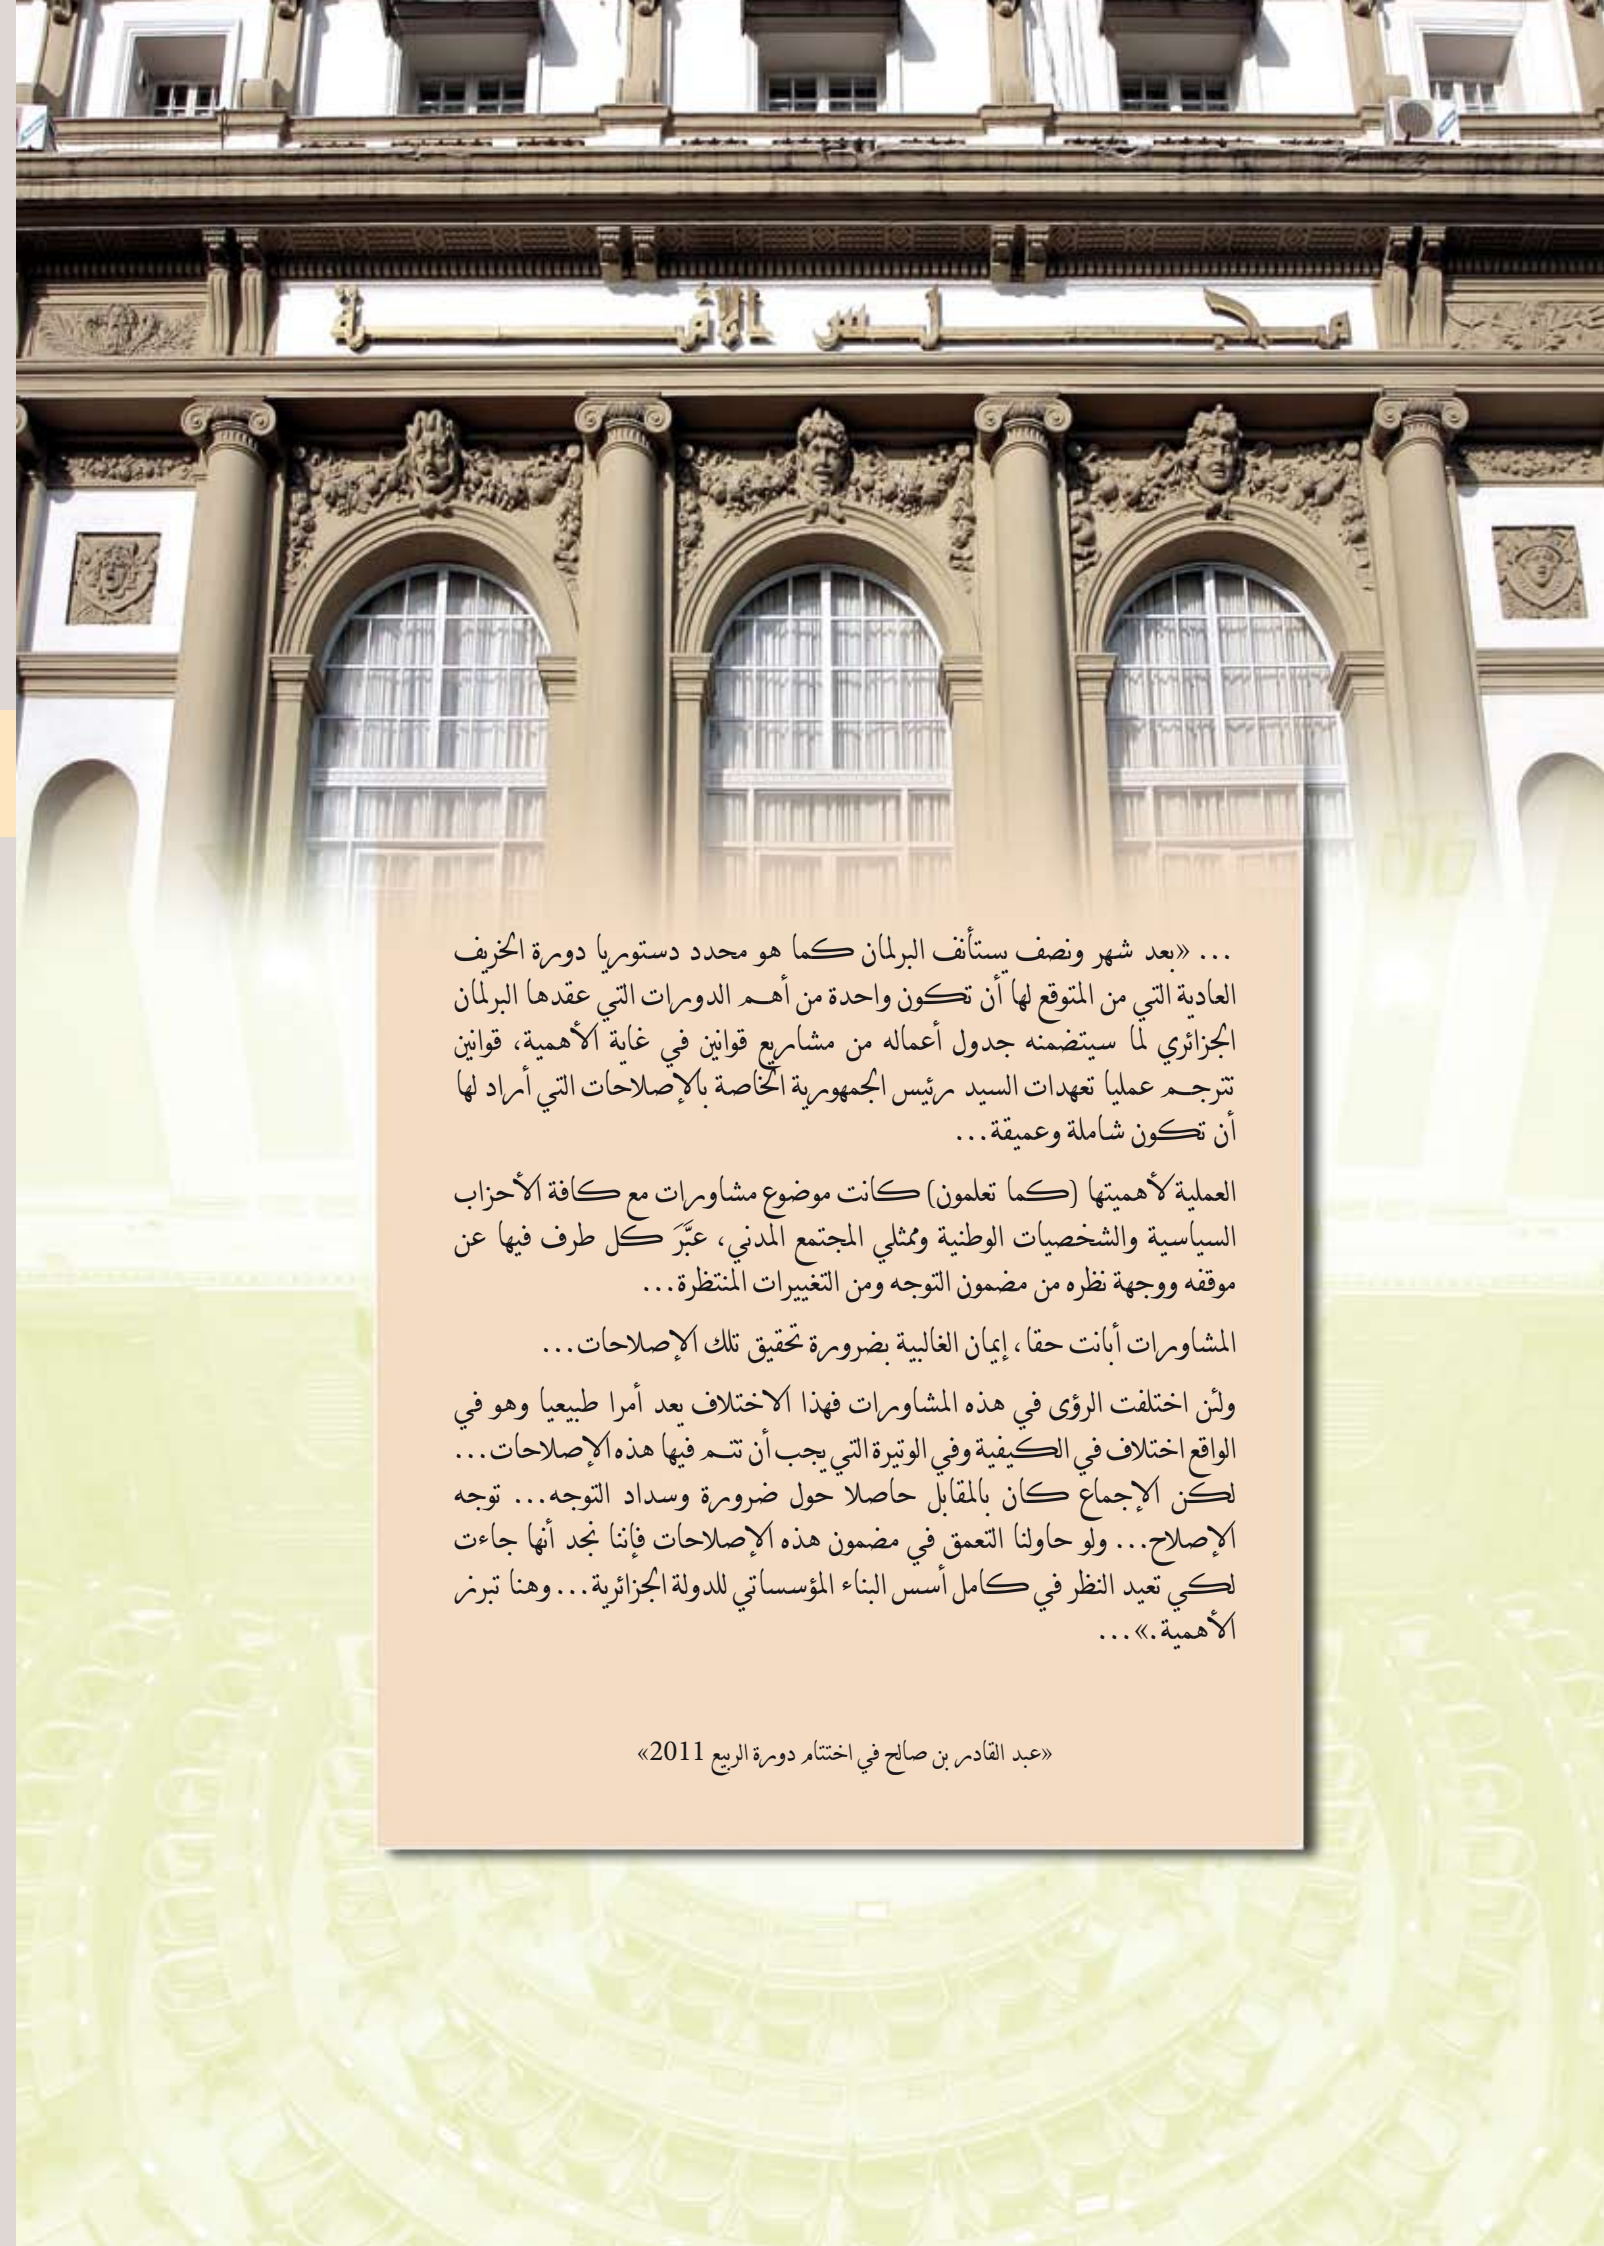 مجلس الأمة
... «بعد شهر ونصف يستأنف البرلمان كما هو محدد دستوريا دورة الخريف
العادية التي من المتوقع لها أن تكون واحدة من أهم الدورات التي عقدها البرلمان
الجزائري لما سيتضمنه جدول أعماله من مشاريع قوانين في غاية الأهمية، قوانين
تترجم عمليا تعهدات السيد رئيس الجمهورية الخاصة بالإصلاحات التي أراد لها
أن تكون شاملة وعميقة...
العملية لأهميتها (كما تعلمون) كانت موضوع مشاورات مع كافة الأحزاب
السياسية والشخصيات الوطنية وممثلي المجتمع المدني، عبَّرَ كل طرف فيها عن
موقفه ووجهة نظره من مضمون التوجه ومن التغييرات المنتظرة...
المشاورات أبانت حقا، إيمان الغالبية بضرورة تحقيق تلك الإصلاحات...
ولئن اختلفت الرؤى في هذه المشاورات فهذا الاختلاف يعد أمرا طبيعيا وهو في
الواقع اختلاف في الكيفية وفي الوتيرة التي يجب أن تتم فيها هذه الإصلاحات...
لكن الإجماع كان بالمقابل حاصلا حول ضرورة وسداد التوجه... توجه
الإصلاح... ولو حاولنا التعمق في مضمون هذه الإصلاحات فإننا نجد أنها جاءت
لكي تعيد النظر في كامل أسس البناء المؤسساتي للدولة الجزائرية... وهنا تبرز
الأهمية.»...
«عبد القادر بن صالح في اختتام دورة الربيع 2011»